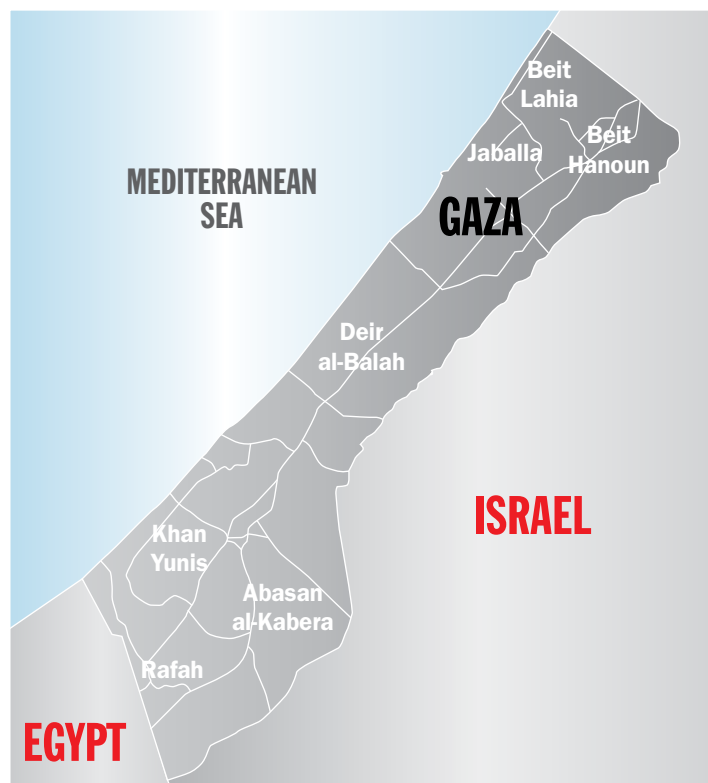 Beit
Lahia
Beit
Hanoun
Jaballa
MEDITERRANEAN
SEA
GAZA
Deir
al-Balah
ISRAEL
Khan
Yunis
Abasan
al-Kabera
Rafah
EGYPT